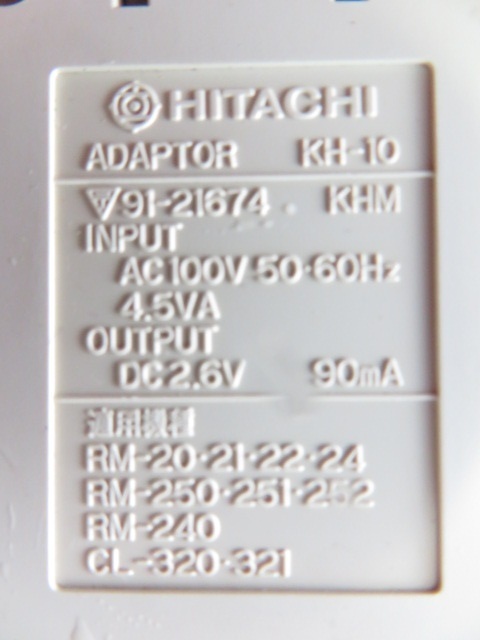 HITACHI
ADAPTOR KH-10
91-21674 KHM
INPUT
AC100V 50・60Hz
4.5VA
OUTPUT
DC2.6V 90mA
適用機種
RM-20・21・22・24
RM-250・251・252
RM-240
CL-320・321